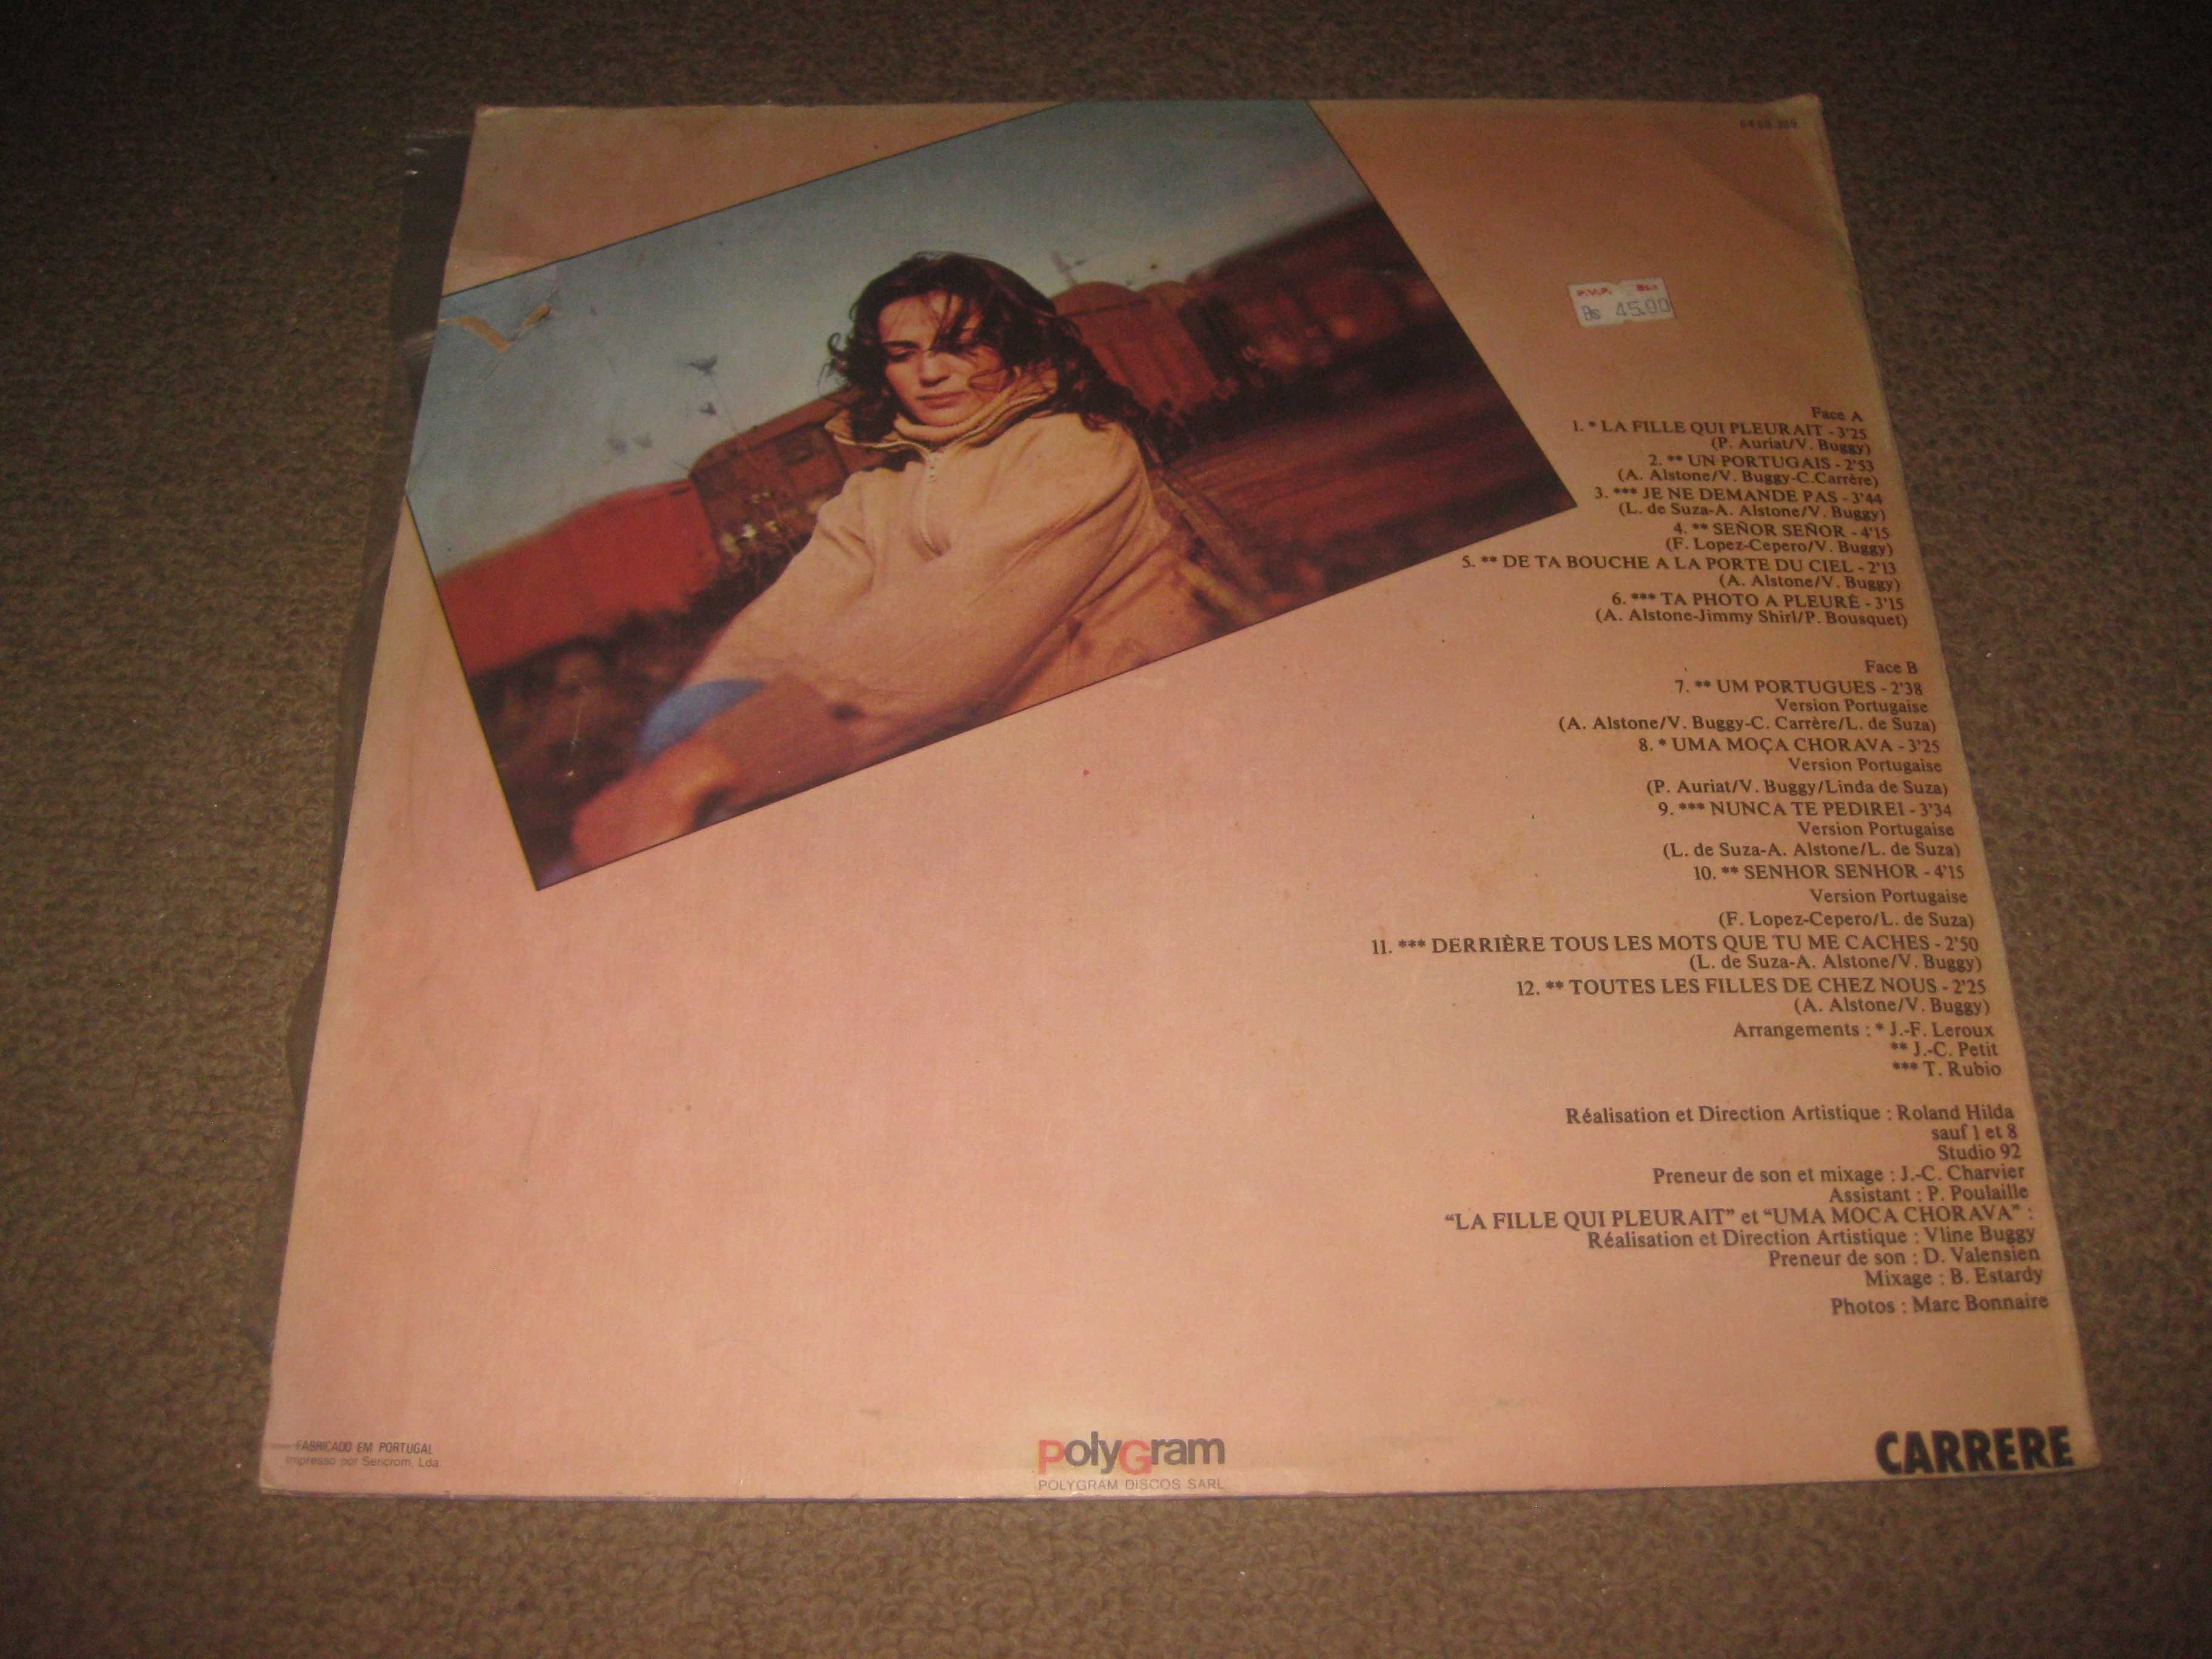 P.V.P.
Bs 45.00
Face A
1. * LA FILLE QUI PLEURAIT - 3'25
(P. Auriat/V. Buggy)
2. ** UN PORTUGAIS - 2'53
(A. Alstone/V. Buggy-C.Carrère)
3. *** JE NE DEMANDE PAS - 3'44
(L. de Suza-A. Alstone/V. Buggy)
4. ** SEÑOR SEÑOR - 4'15
(F. Lopez-Cepero/V. Buggy)
5. ** DE TA BOUCHE A LA PORTE DU CIEL - 2'13
(A. Alstone/V. Buggy)
6. *** TA PHOTO A PLEURÉ - 3'15
(A. Alstone-Jimmy Shirl/P. Bousquet)
Face B
7. ** UM PORTUGUES - 2'38
Version Portugaise
(A. Alstone/V. Buggy-C. Carrère/L. de Suza)
8. * UMA MOÇA CHORAVA - 3'25
Version Portugaise
(P. Auriat/V. Buggy/Linda de Suza)
9. *** NUNCA TE PEDIREI - 3'34
Version Portugaise
(L. de Suza-A. Alstone/L. de Suza)
10. ** SENHOR SENHOR - 4'15
Version Portugaise
(F. Lopez-Cepero/L. de Suza)
11. *** DERRIÈRE TOUS LES MOTS QUE TU ME CACHES - 2'50
(L. de Suza-A. Alstone/V. Buggy)
12. ** TOUTES LES FILLES DE CHEZ NOUS - 2'25
(A. Alstone/V. Buggy)
Arrangements : * J.-F. Leroux
** J.-C. Petit
*** T. Rubio
Réalisation et Direction Artistique : Roland Hilda
sauf 1 et 8
Studio 92
Preneur de son et mixage : J.-C. Charvier
Assistant : P. Poulaille
“LA FILLE QUI PLEURAIT” et “UMA MOCA CHORAVA” :
Réalisation et Direction Artistique : Vline Buggy
Preneur de son : D. Valensien
Mixage : B. Estardy
Photos : Marc Bonnaire
FABRICADO EM PORTUGAL
Impresso por Sericrom, Lda
PolyGram
POLYGRAM DISCOS SARL
CARRERE